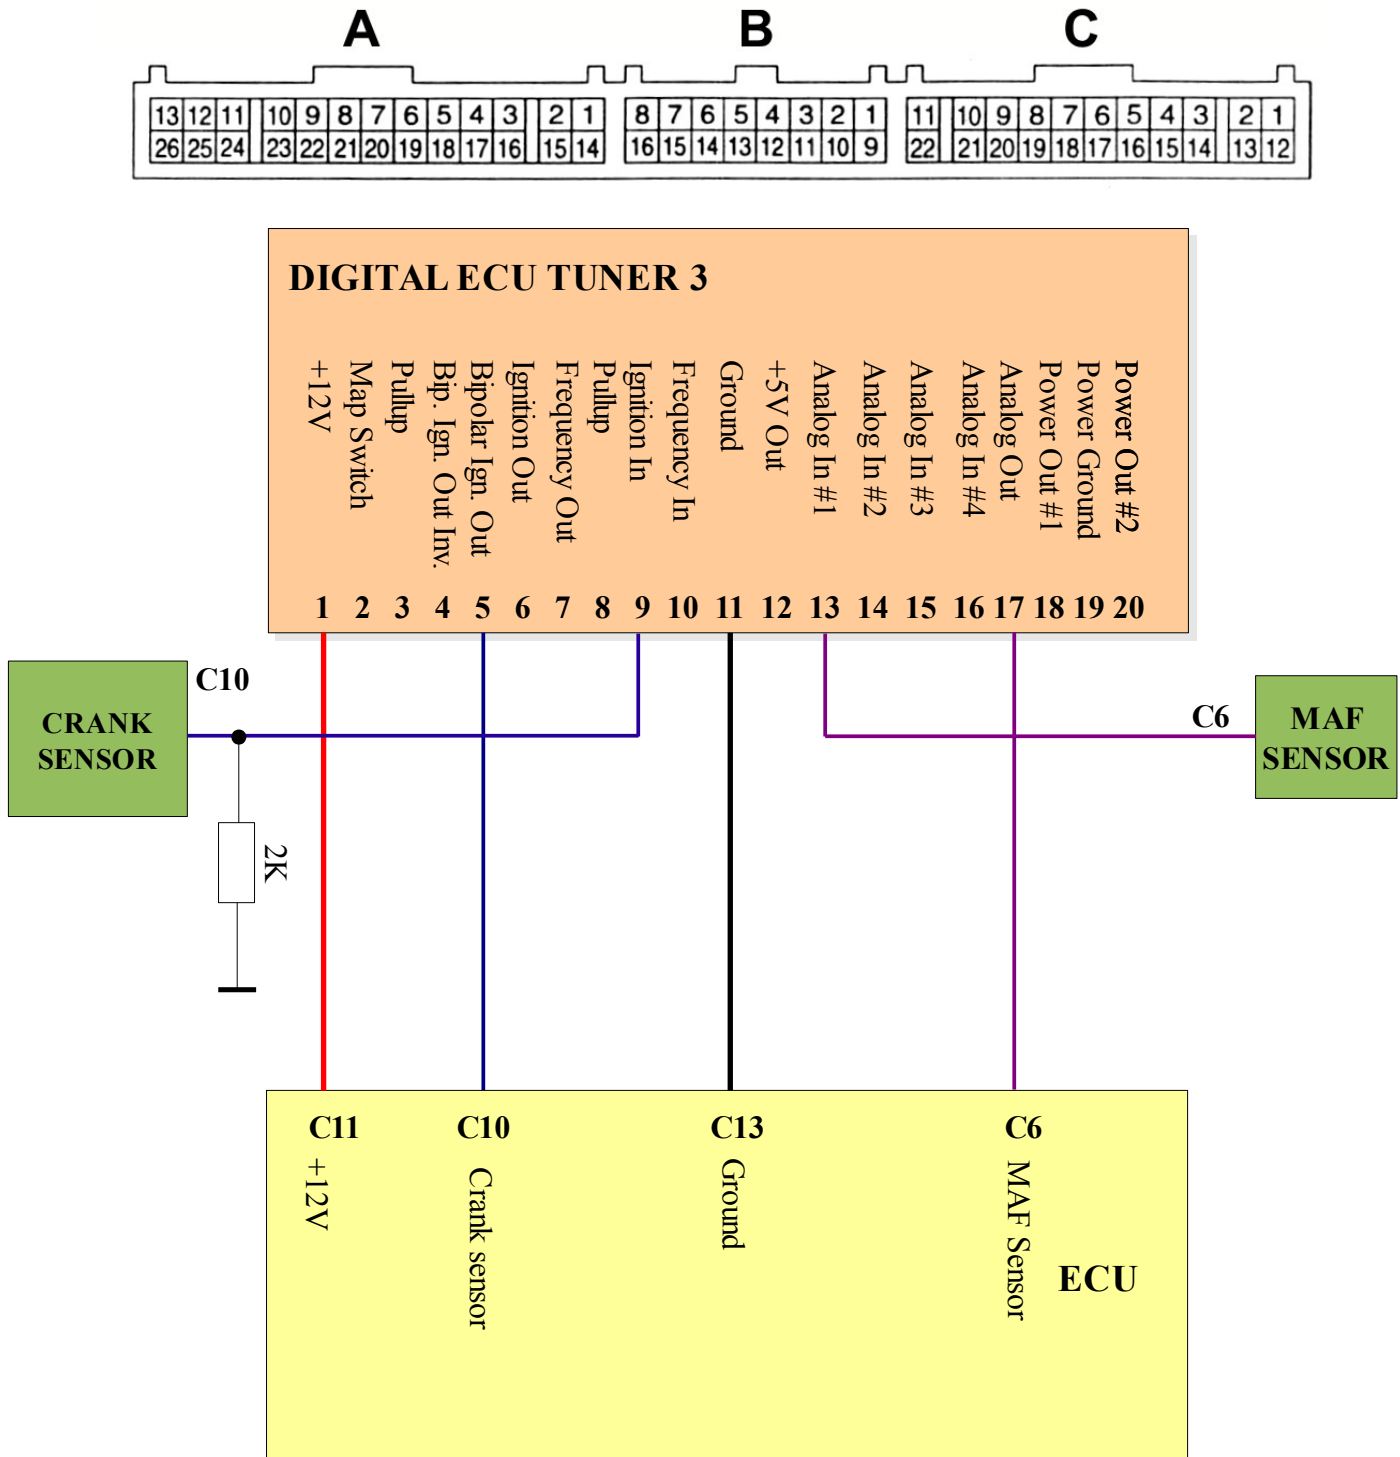 A B C
13 12 11 10 9 8 7 6 5 4 3 2 1 8 7 6 5 4 3 2 1 11 10 9 8 7 6 5 4 3 2 1
26 25 24 23 22 21 20 19 18 17 16 15 14 16 15 14 13 12 11 10 9 22 21 20 19 18 17 16 15 14 13 12
DIGITAL ECU TUNER 3
+12V
Map Switch
Pullup
Bip. Ign. Out Inv.
Bipolar Ign. Out
Ignition Out
Frequency Out
Pullup
Ignition In
Frequency In
Ground
+5V Out
Analog In #1
Analog In #2
Analog In #3
Analog In #4
Analog Out
Power Out #1
Power Ground
Power Out #2
1 2 3 4 5 6 7 8 9 10 11 12 13 14 15 16 17 18 19 20
CRANK
SENSOR
C10
C6
MAF
SENSOR
2K
C11 C10 C13 C6
+12V
Crank sensor
Ground
MAF Sensor
ECU